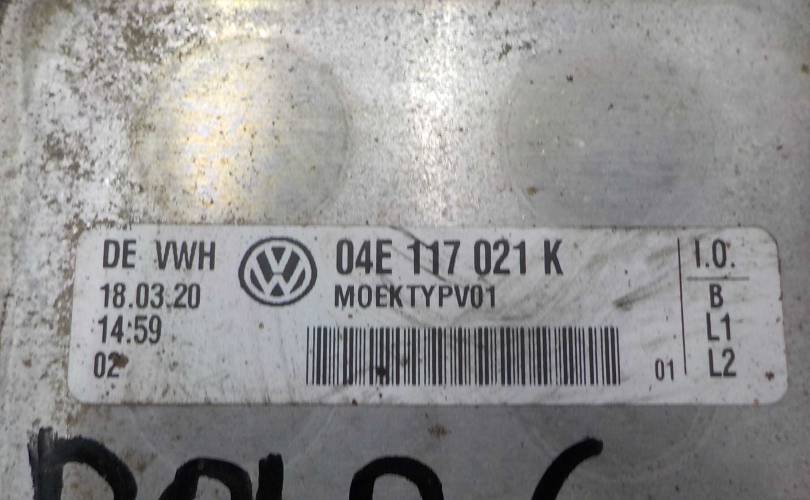 DE VWH
18.03.20
14:59
02
04E 117 021 K
MOEKTYPV01
01
I.O.
B
L1
L2